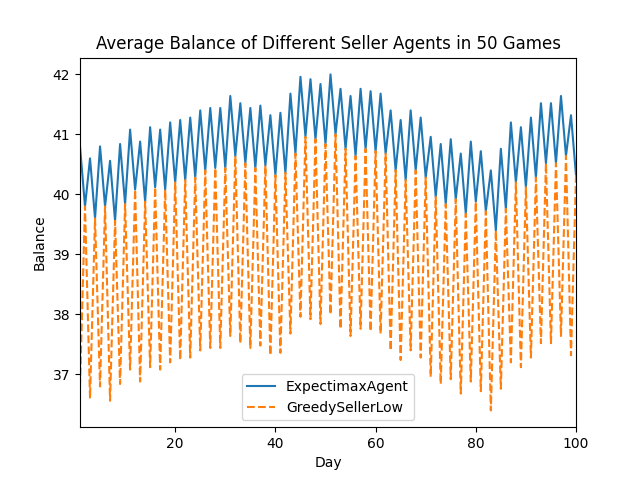 Average Balance of Different Seller Agents in 50 Games
42
41
40
39
38
37
Balance
ExpectimaxAgent
GreedySellerLow
20
40
60
80
100
Day